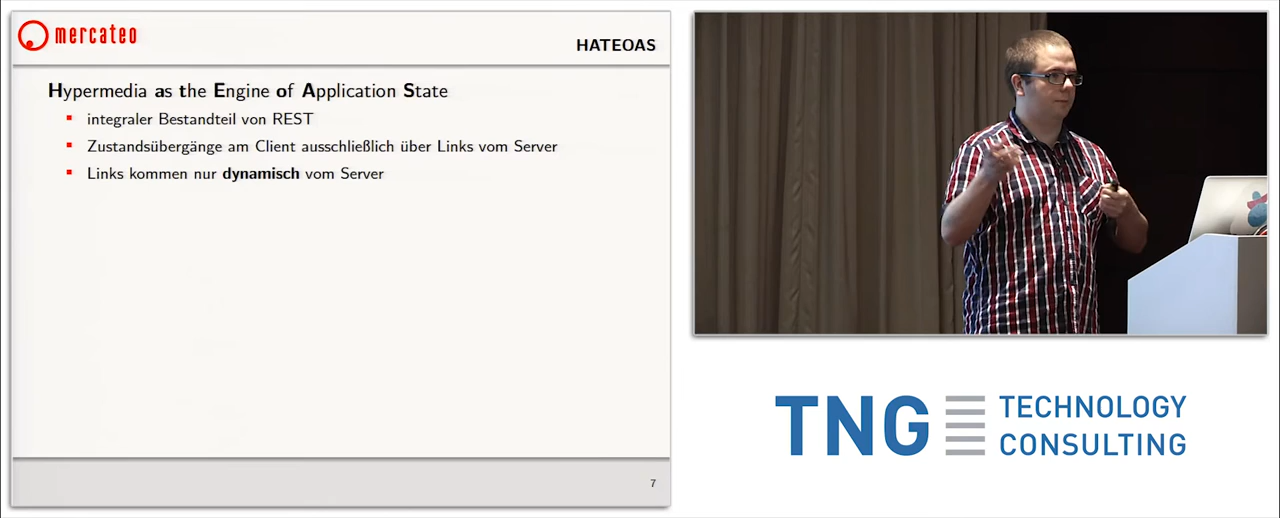 mercateo
HATEOAS
Hypermedia as the Engine of Application State
integraler Bestandteil von REST
Zustandsübergänge am Client ausschließlich über Links vom Server
Links kommen nur dynamisch vom Server
7
TNG TECHNOLOGY
CONSULTING